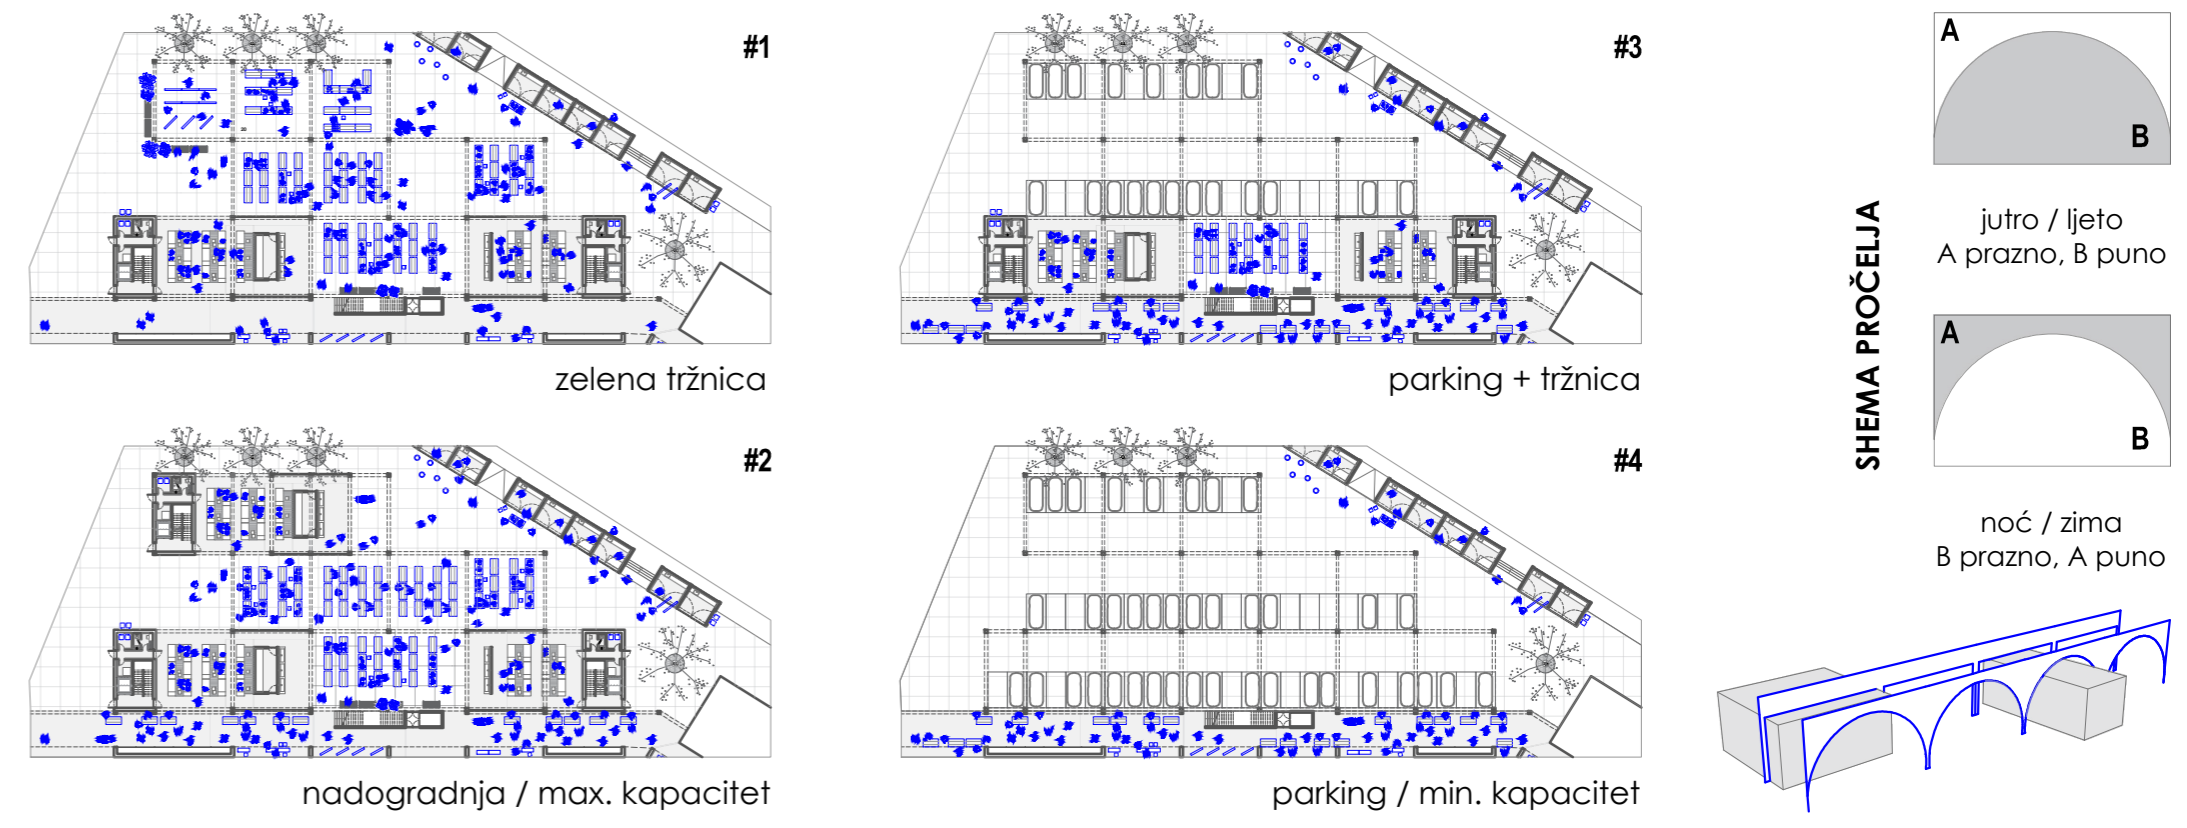 #1
zelena tržnica
#2
nadogradnja / max. kapacitet
#3
parking + tržnica
#4
parking / min. kapacitet
SHEMA PROČELJA
A
B
jutro / ljeto
A prazno, B puno
A
B
noć / zima
B prazno, A puno